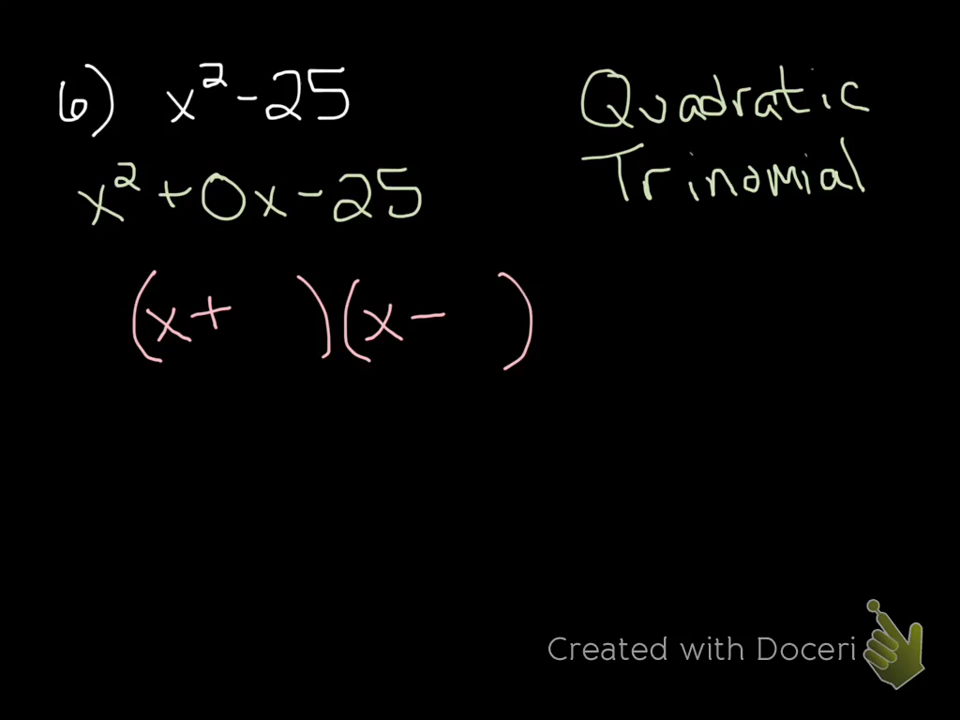 6) x² - 25
Quadratic
Trinomial
x² + 0x - 25
(x+ )(x- )
Created with Doceri